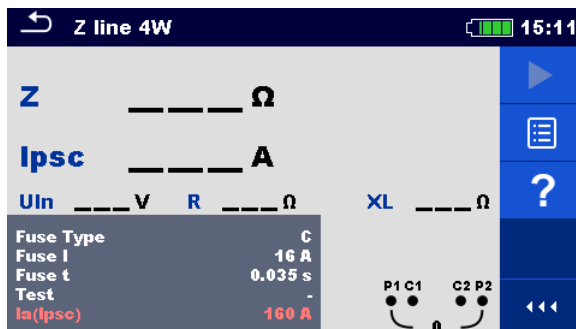 Z line 4W 15:11
Z ___ Ω
Ipsc ___ A
Uln ___ V R ___ Ω XL ___ Ω
?
Fuse Type C
Fuse I 16 A
Fuse t 0.035 s
Test -
Ia(Ipsc) 160 A
P1 C1 C2 P2